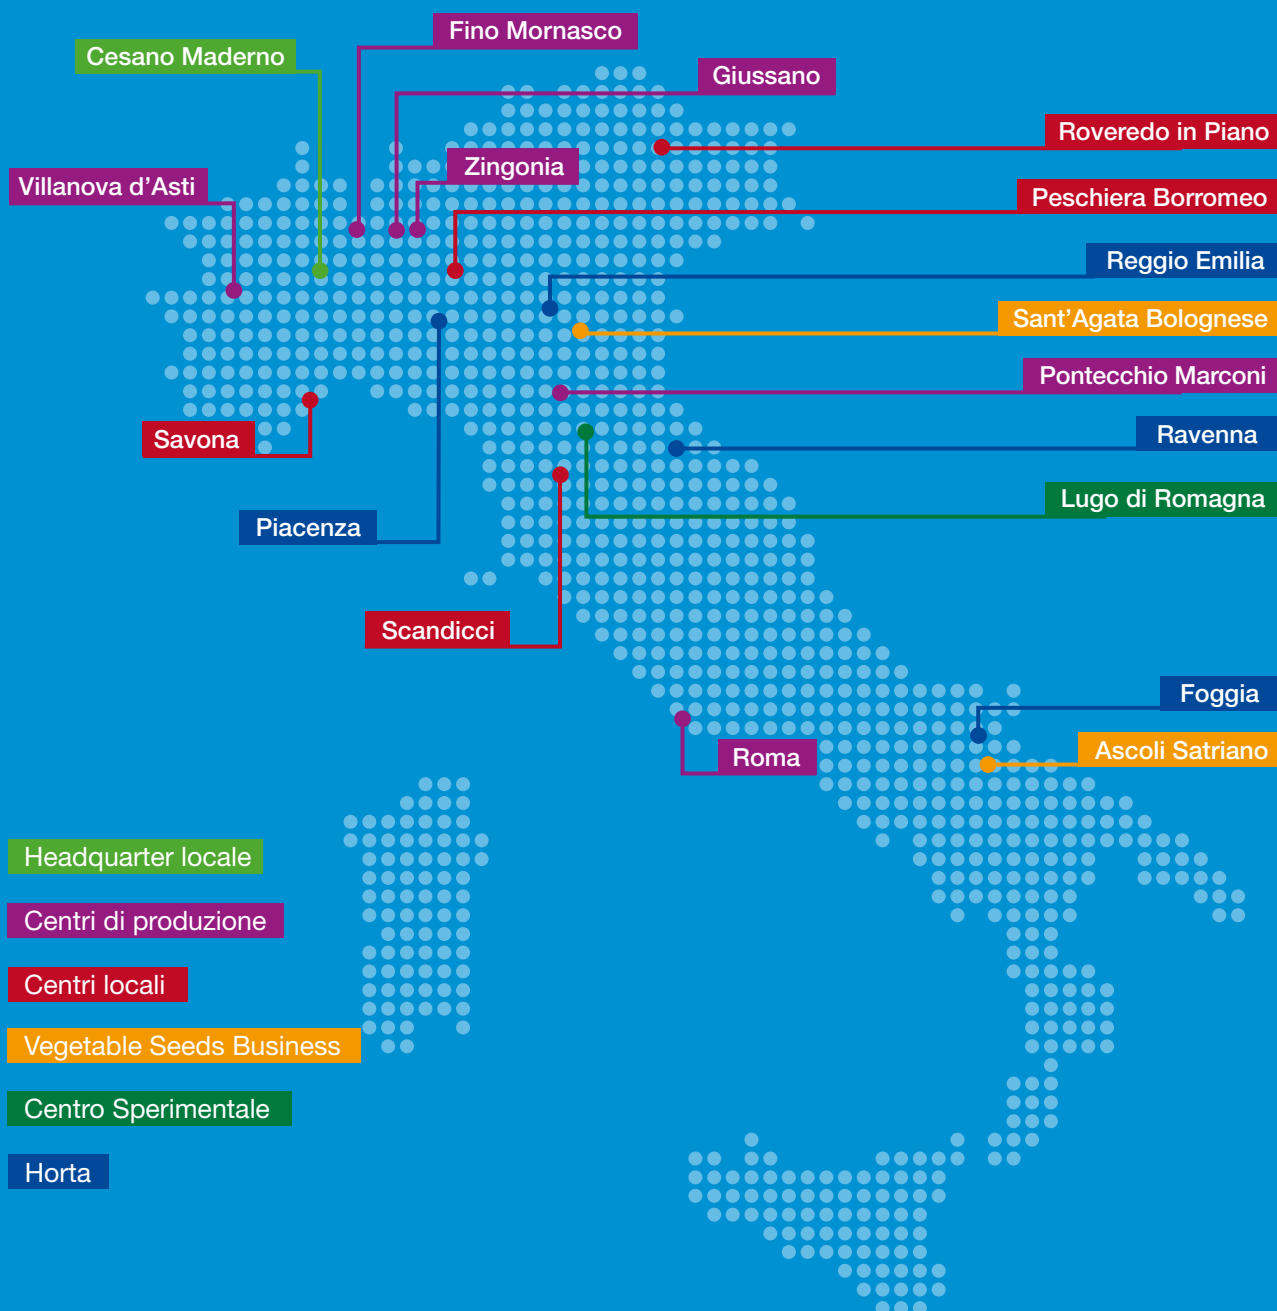 Fino Mornasco
Cesano Maderno
Giussano
Roveredo in Piano
Zingonia
Villanova d’Asti
Peschiera Borromeo
Reggio Emilia
Sant’Agata Bolognese
Pontecchio Marconi
Savona
Ravenna
Lugo di Romagna
Piacenza
Scandicci
Foggia
Roma
Ascoli Satriano
Headquarter locale
Centri di produzione
Centri locali
Vegetable Seeds Business
Centro Sperimentale
Horta